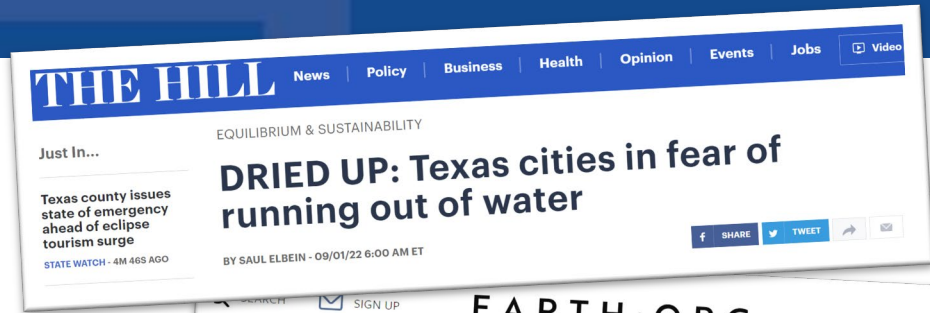 THE HILL News Policy Business Health Opinion Events Jobs Video
Just In...
Texas county issues
state of emergency
ahead of eclipse
tourism surge
STATE WATCH - 4M 46S AGO
EQUILIBRIUM & SUSTAINABILITY
DRIED UP: Texas cities in fear of
running out of water
BY SAUL ELBEIN - 09/01/22 6:00 AM ET
SHARE TWEET
SEARCH SIGN UP EARTH.ORG